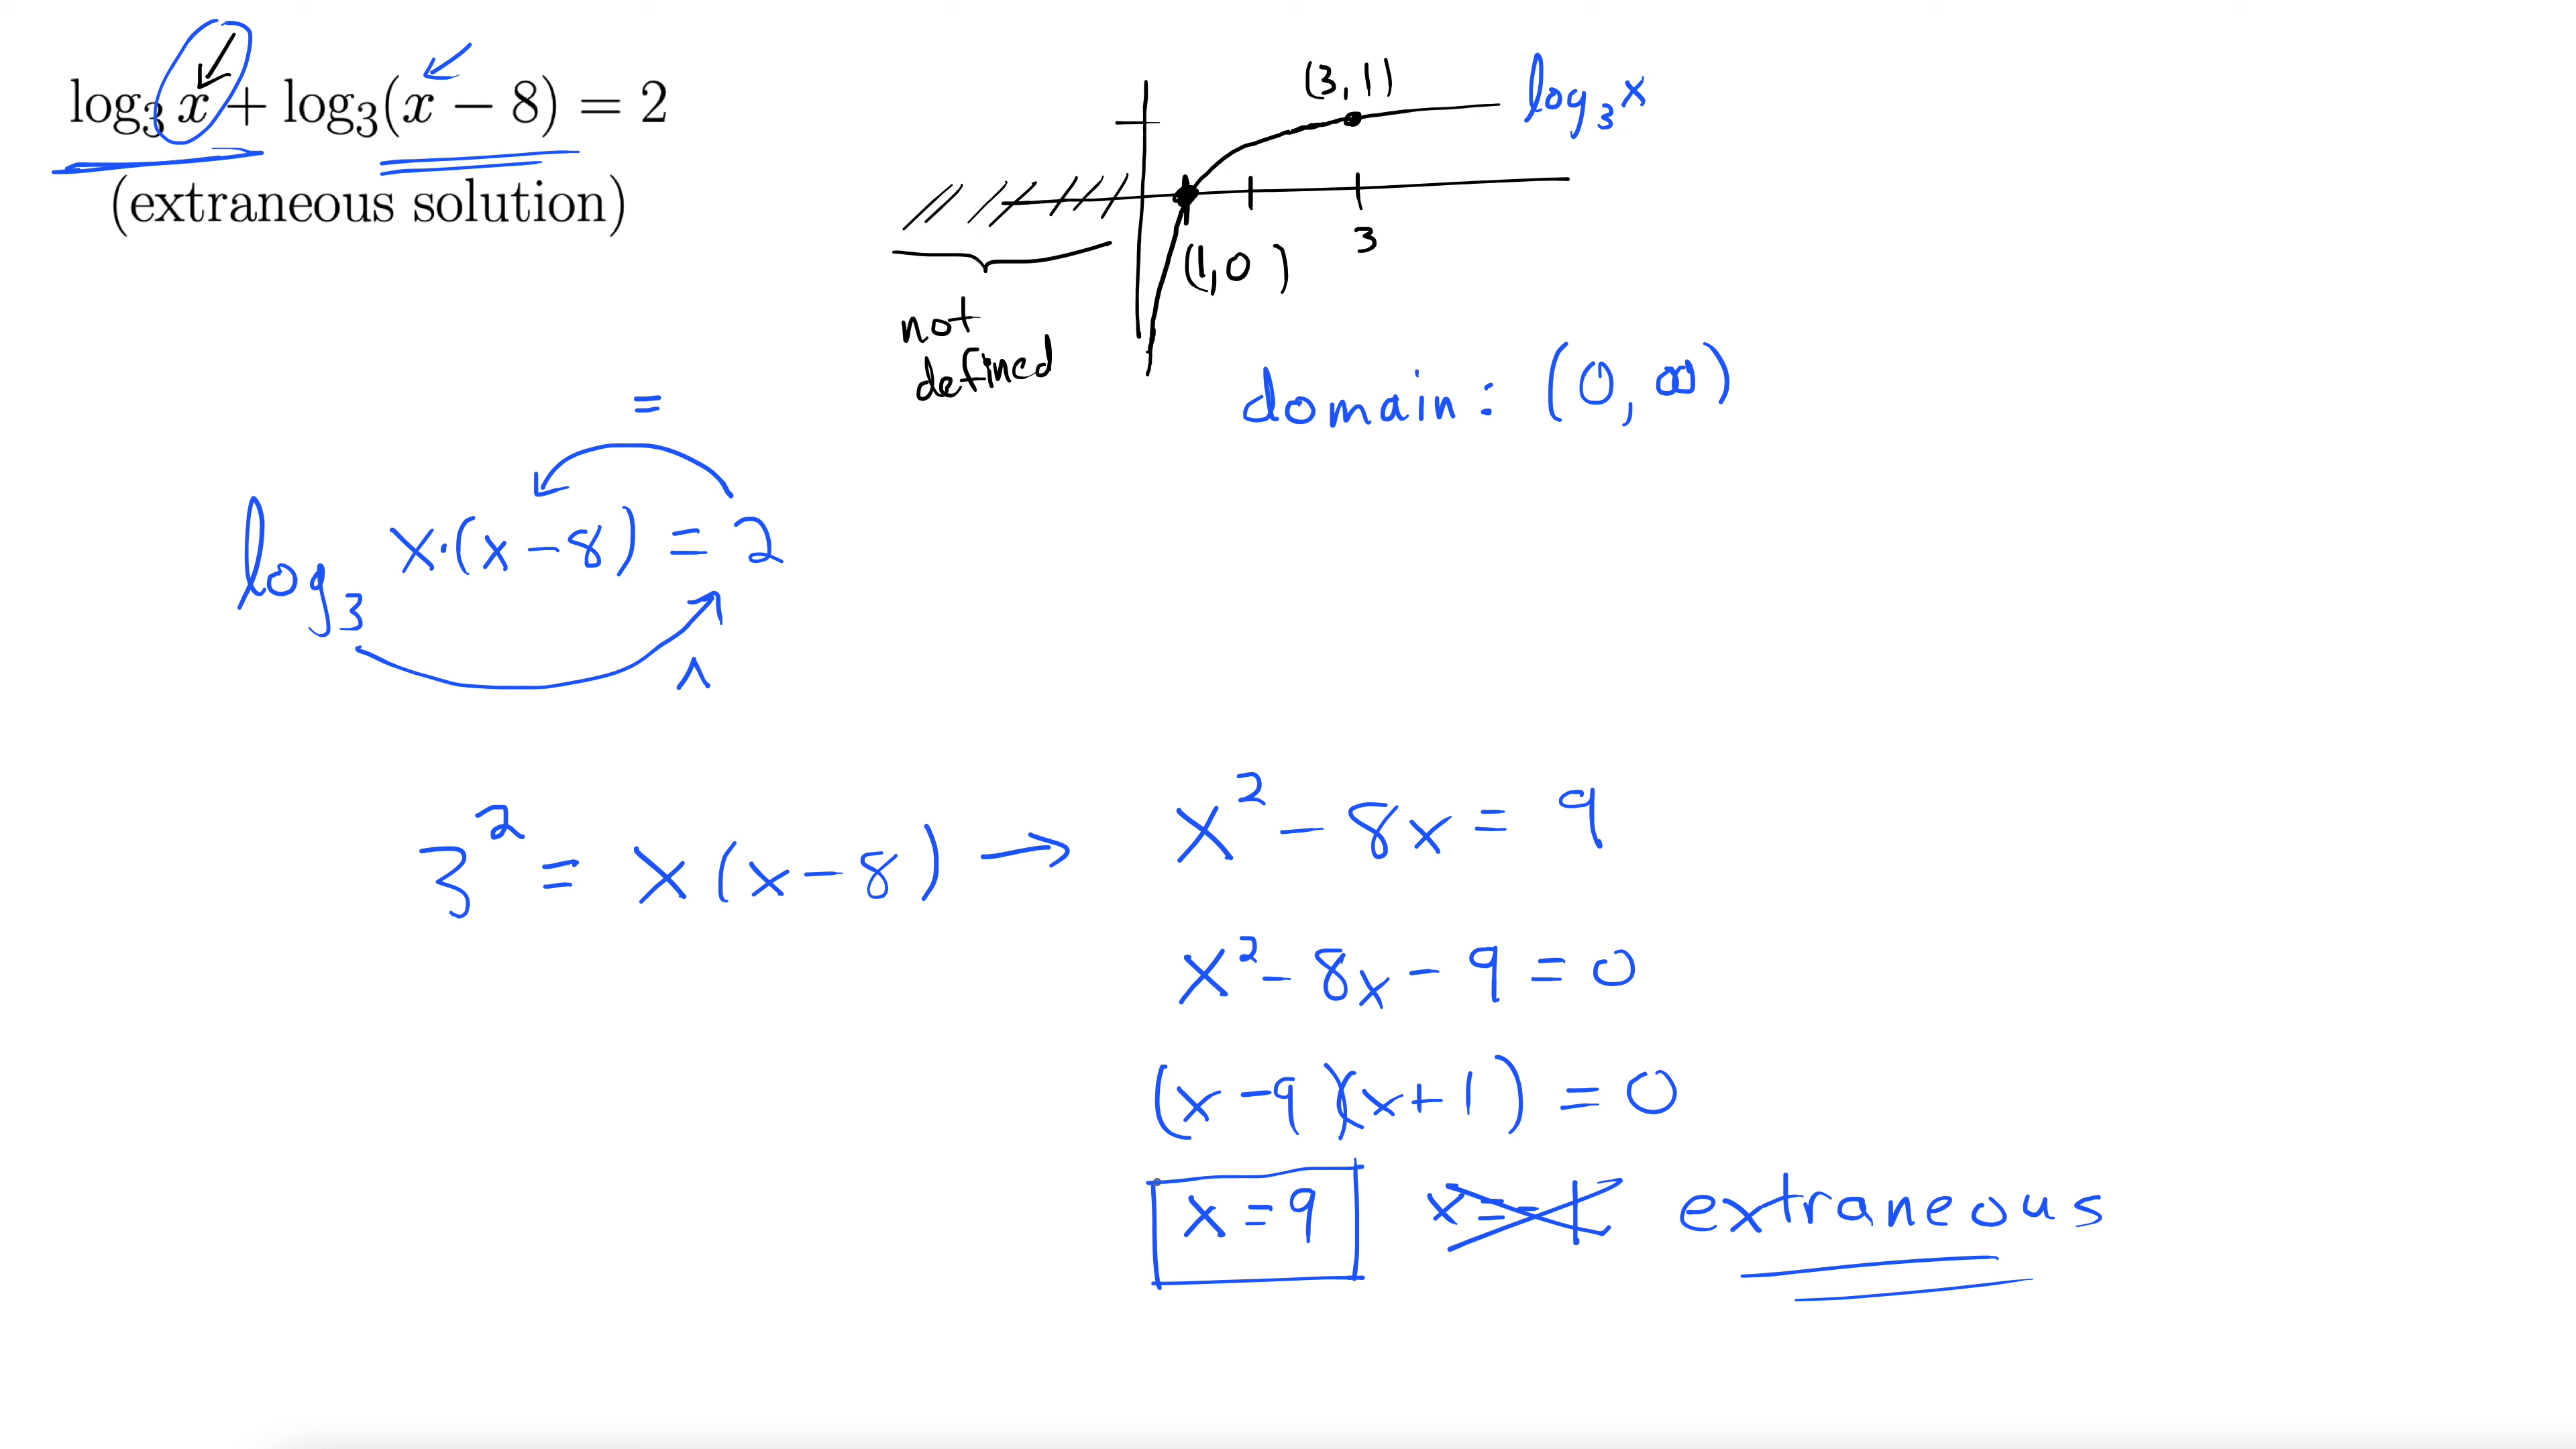 log₃ x + log₃(x − 8) = 2
(extraneous solution)
(3,1)
log₃x
3
(1,0)
not
defined
domain: (0, ∞)
=
log₃ x·(x−8) = 2
^
3² = x(x−8) → x² − 8x = 9
x² − 8x − 9 = 0
(x−9)(x+1) = 0
x = 9 x=−1 extraneous